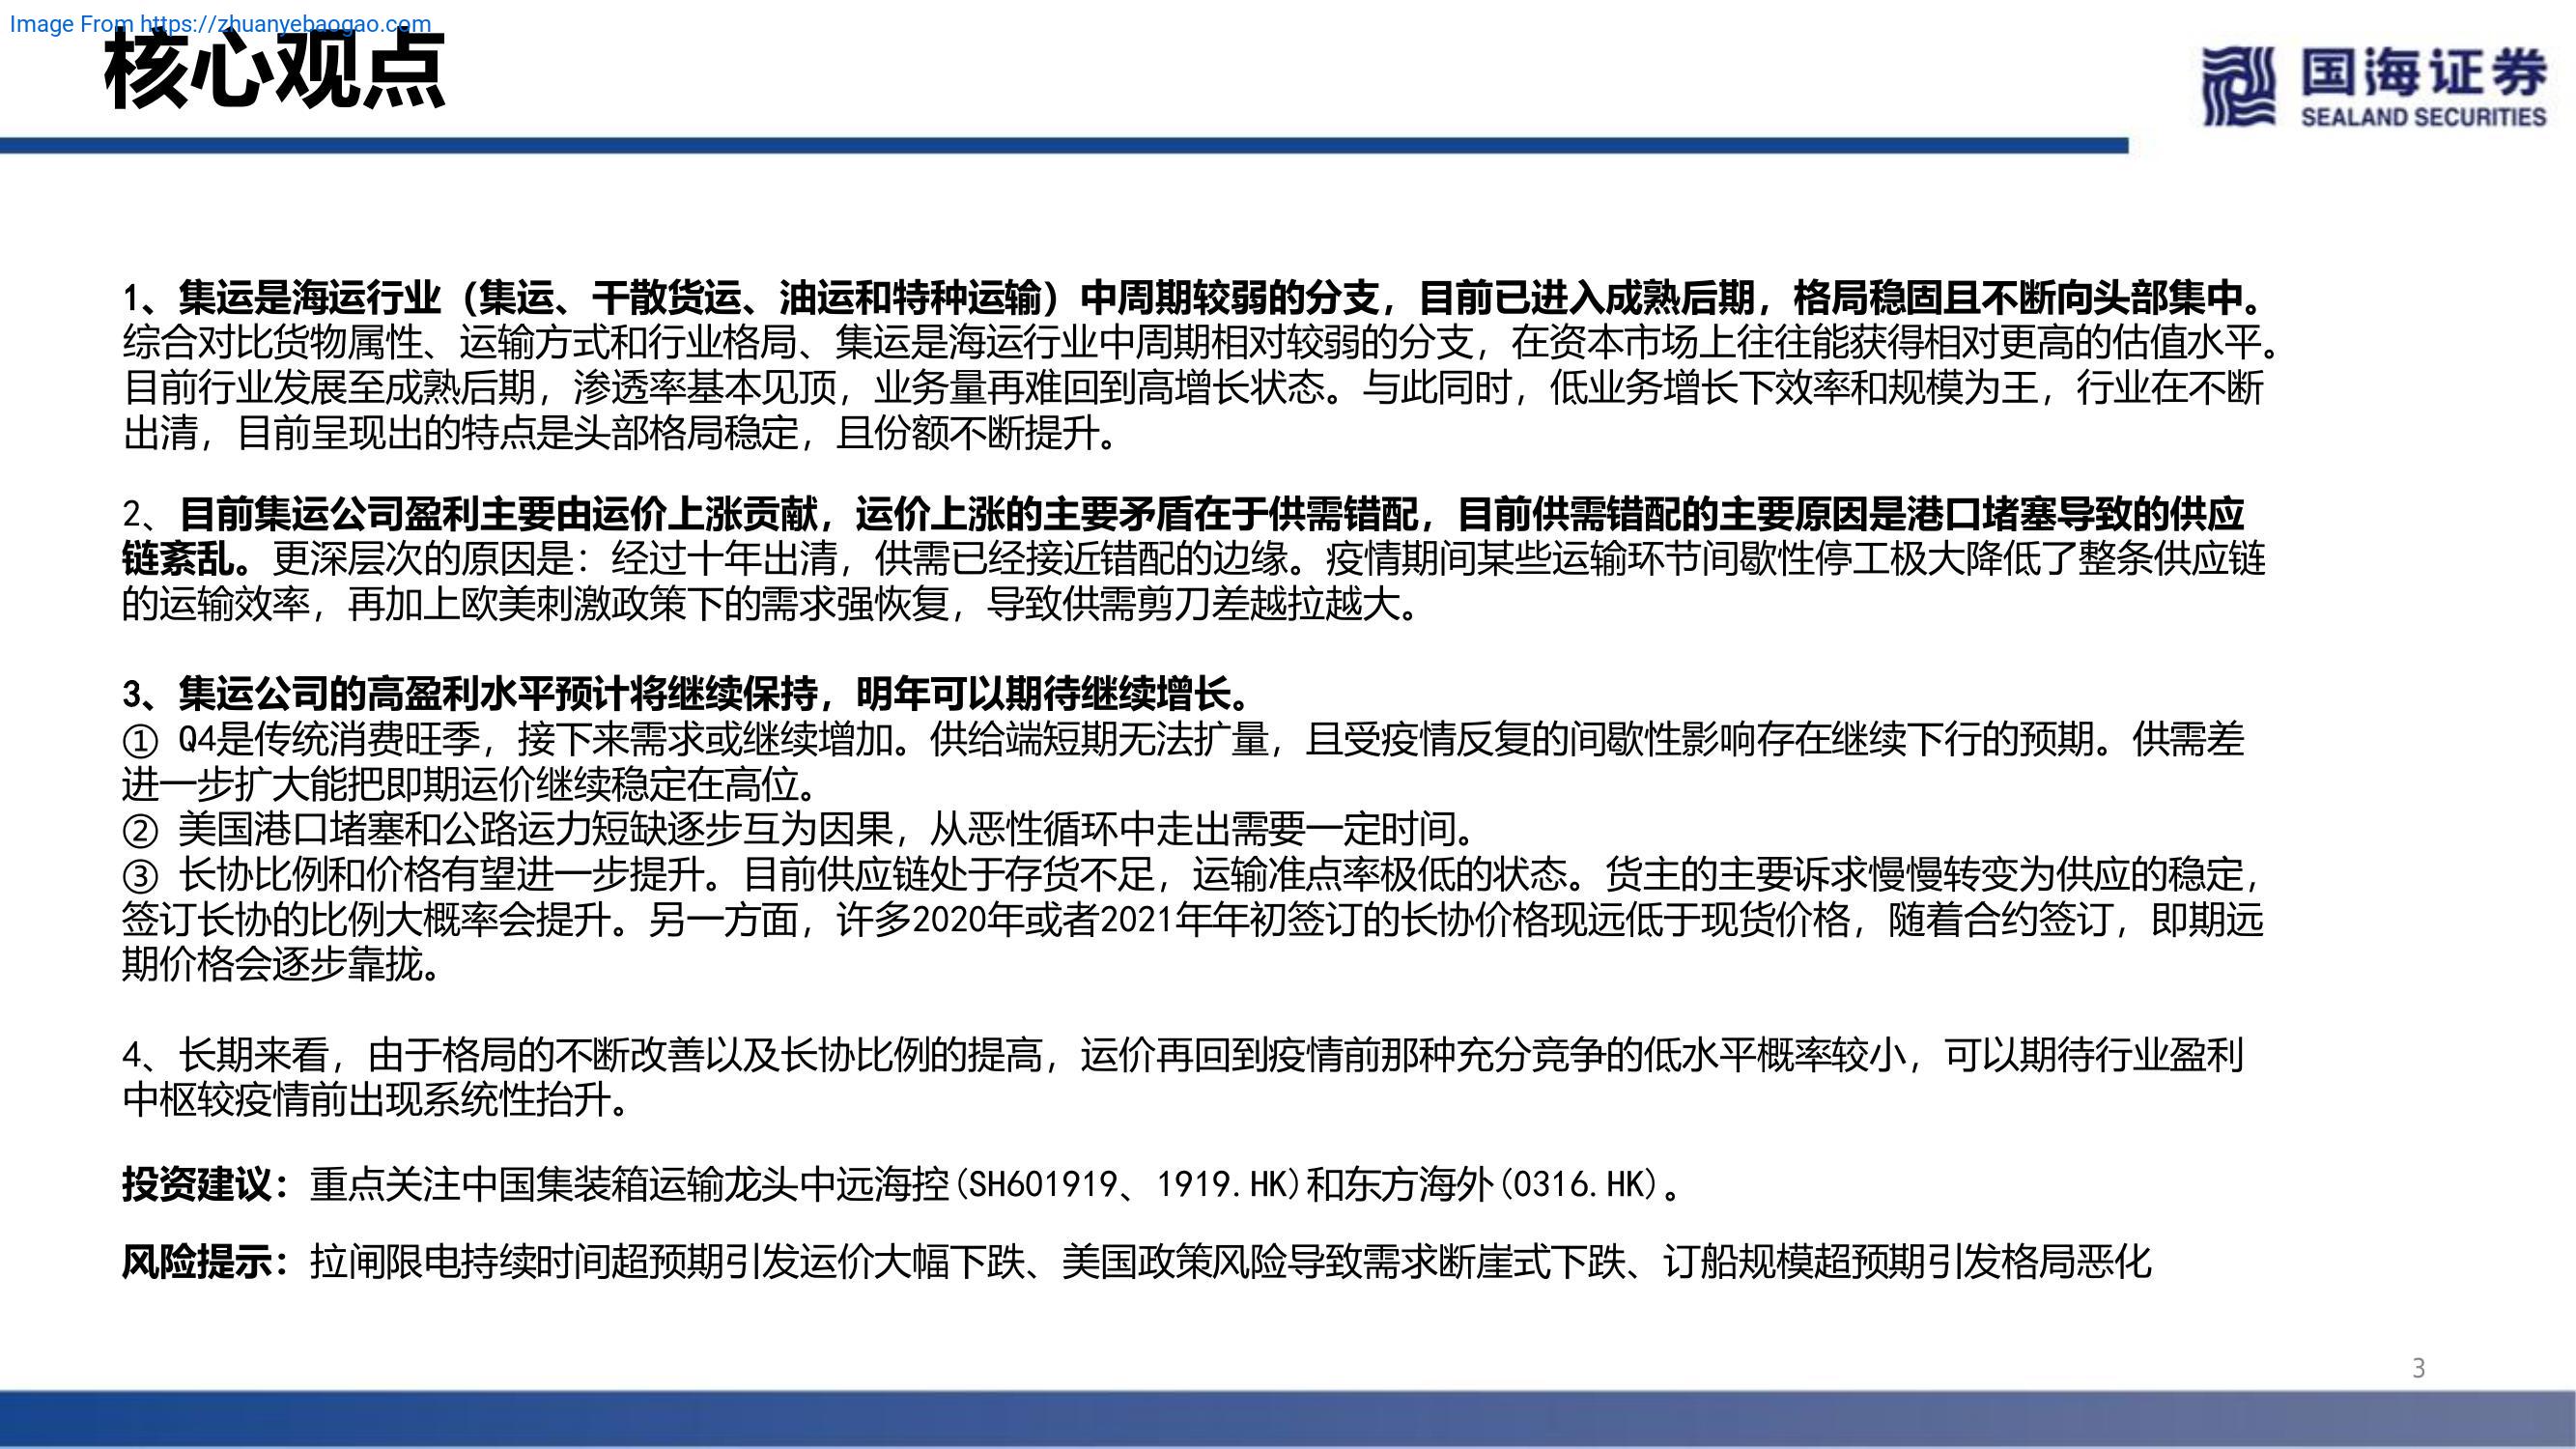 Image From https://zhuanyebaogao.com
核心观点
国海证券
SEALAND SECURITIES
1、集运是海运行业（集运、干散货运、油运和特种运输）中周期较弱的分支，目前已进入成熟后期，格局稳固且不断向头部集中。
综合对比货物属性、运输方式和行业格局、集运是海运行业中周期相对较弱的分支，在资本市场上往往能获得相对更高的估值水平。
目前行业发展至成熟后期，渗透率基本见顶，业务量再难回到高增长状态。与此同时，低业务增长下效率和规模为王，行业在不断
出清，目前呈现出的特点是头部格局稳定，且份额不断提升。
2、目前集运公司盈利主要由运价上涨贡献，运价上涨的主要矛盾在于供需错配，目前供需错配的主要原因是港口堵塞导致的供应
链紊乱。更深层次的原因是：经过十年出清，供需已经接近错配的边缘。疫情期间某些运输环节间歇性停工极大降低了整条供应链
的运输效率，再加上欧美刺激政策下的需求强恢复，导致供需剪刀差越拉越大。
3、集运公司的高盈利水平预计将继续保持，明年可以期待继续增长。
① Q4是传统消费旺季，接下来需求或继续增加。供给端短期无法扩量，且受疫情反复的间歇性影响存在继续下行的预期。供需差
进一步扩大能把即期运价继续稳定在高位。
② 美国港口堵塞和公路运力短缺逐步互为因果，从恶性循环中走出需要一定时间。
③ 长协比例和价格有望进一步提升。目前供应链处于存货不足，运输准点率极低的状态。货主的主要诉求慢慢转变为供应的稳定，
签订长协的比例大概率会提升。另一方面，许多2020年或者2021年年初签订的长协价格现远低于现货价格，随着合约签订，即期远
期价格会逐步靠拢。
4、长期来看，由于格局的不断改善以及长协比例的提高，运价再回到疫情前那种充分竞争的低水平概率较小，可以期待行业盈利
中枢较疫情前出现系统性抬升。
投资建议：重点关注中国集装箱运输龙头中远海控(SH601919、1919.HK)和东方海外(0316.HK)。
风险提示：拉闸限电持续时间超预期引发运价大幅下跌、美国政策风险导致需求断崖式下跌、订船规模超预期引发格局恶化
3